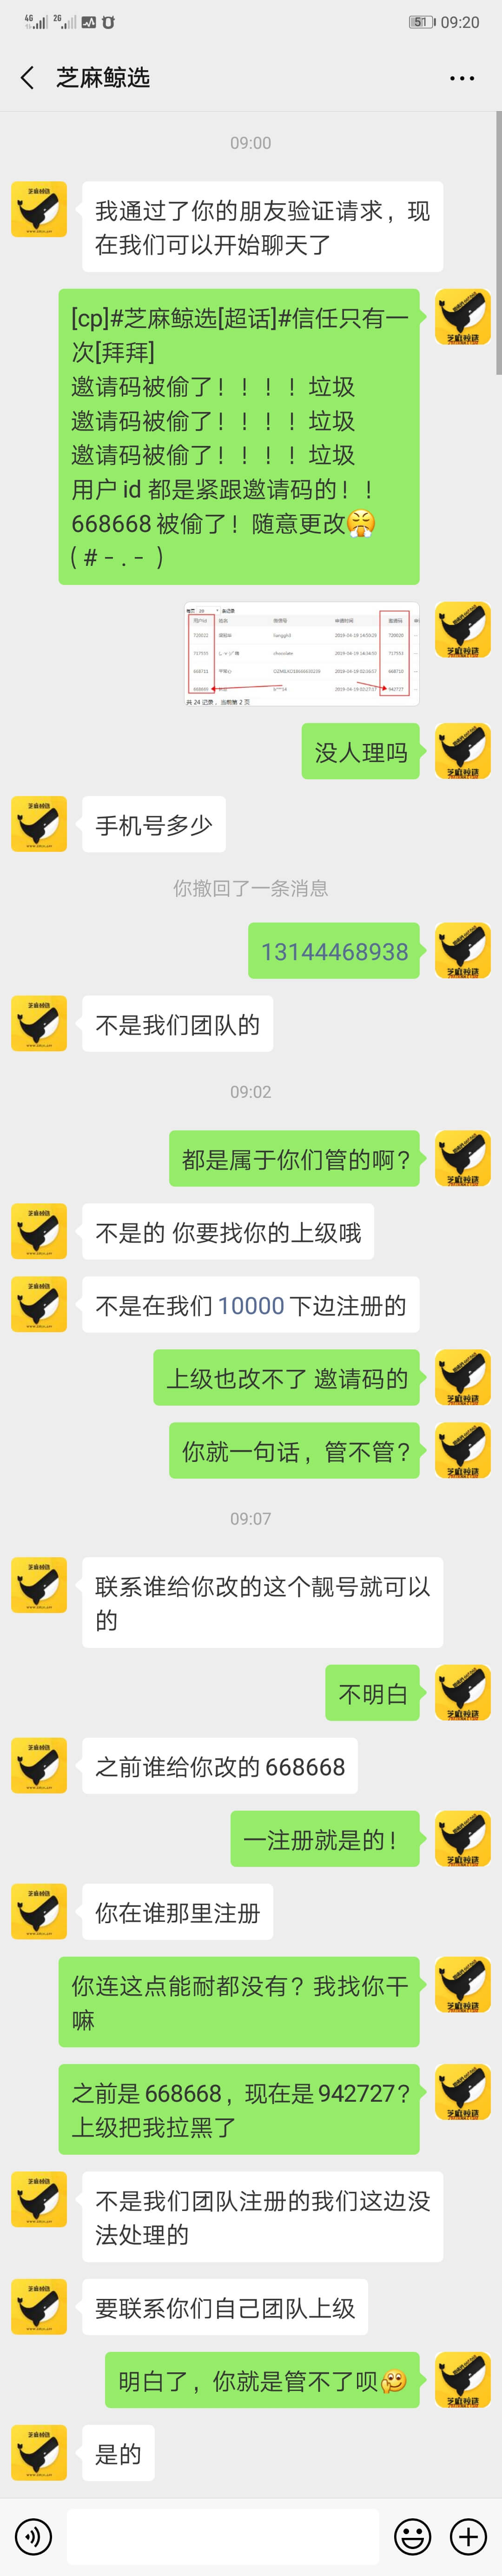 4G 2G 51 09:20
芝麻鲸选
09:00
我通过了你的朋友验证请求，现
在我们可以开始聊天了
[cp]#芝麻鲸选[超话]#信任只有一
次[拜拜]
邀请码被偷了！！！！垃圾
邀请码被偷了！！！！垃圾
邀请码被偷了！！！！垃圾
用户 id 都是紧跟邀请码的！！
668668 被偷了！随意更改😤
(＃-.-）
共 24 记录，当前第 2 页
没人理吗
手机号多少
你撤回了一条消息
13144468938
不是我们团队的
09:02
都是属于你们管的啊？
不是的 你要找你的上级哦
不是在我们 10000 下边注册的
上级也改不了 邀请码的
你就一句话，管不管？
09:07
联系谁给你改的这个靓号就可以
的
不明白
之前谁给你改的 668668
一注册就是的！
你在谁那里注册
你连这点能耐都没有？我找你干
嘛
之前是 668668，现在是 942727？
上级把我拉黑了
不是我们团队注册的我们这边没
法处理的
要联系你们自己团队上级
明白了，你就是管不了呗🤗
是的